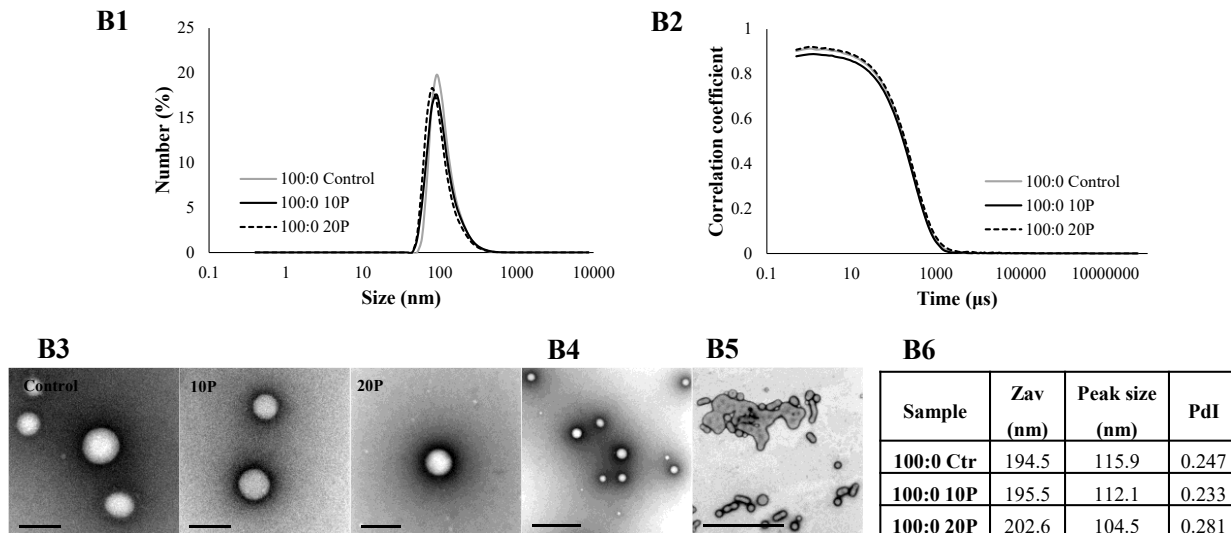 B1
25
20
15
10
5
0
Number (%)
100:0 Control
100:0 10P
100:0 20P
0.1 1 10 100 1000 10000
Size (nm)
B2
1
0.8
0.6
0.4
0.2
0
Correlation coefficient
100:0 Control
100:0 10P
100:0 20P
0.1 10 1000 100000 10000000
Time (µs)
B3
Control
10P
20P
B4
B5
B6
Sample Zav (nm) Peak size (nm) PdI
100:0 Ctr 194.5 115.9 0.247
100:0 10P 195.5 112.1 0.233
100:0 20P 202.6 104.5 0.281